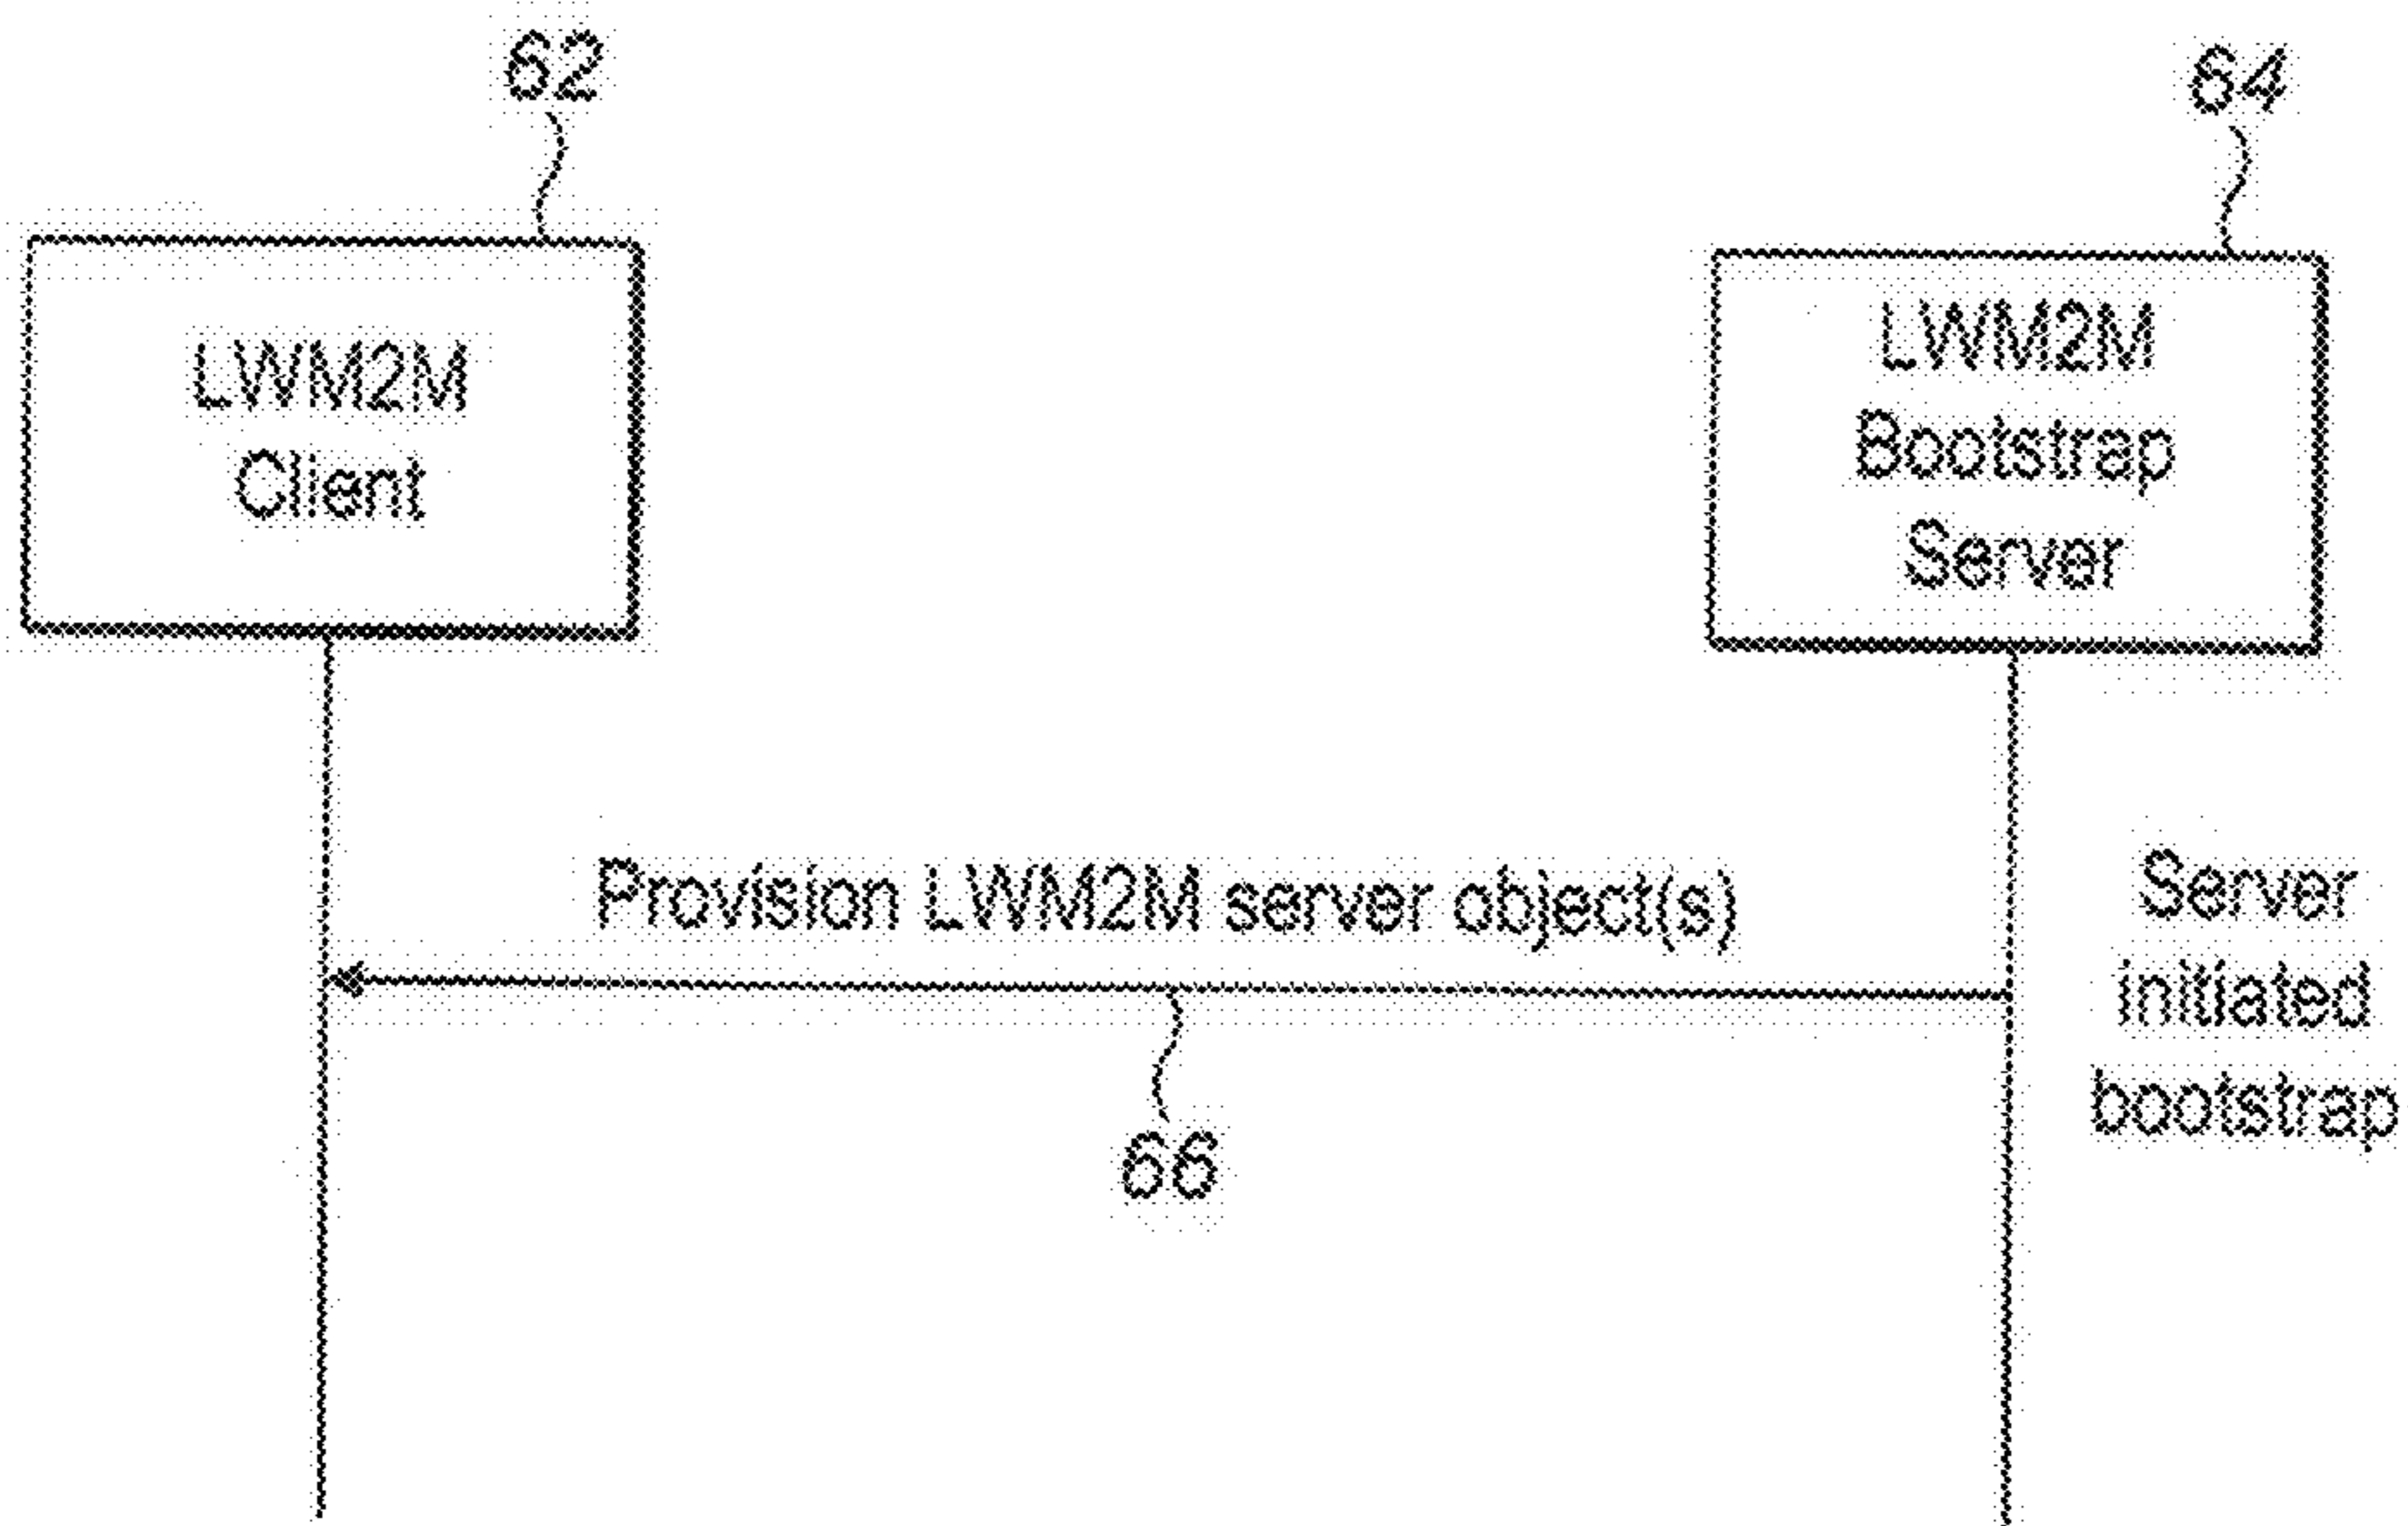 62
64
LWM2M
Client
LWM2M
Bootstrap
Server
Provision LWM2M server object(s)
Server
initiated
bootstrap
66